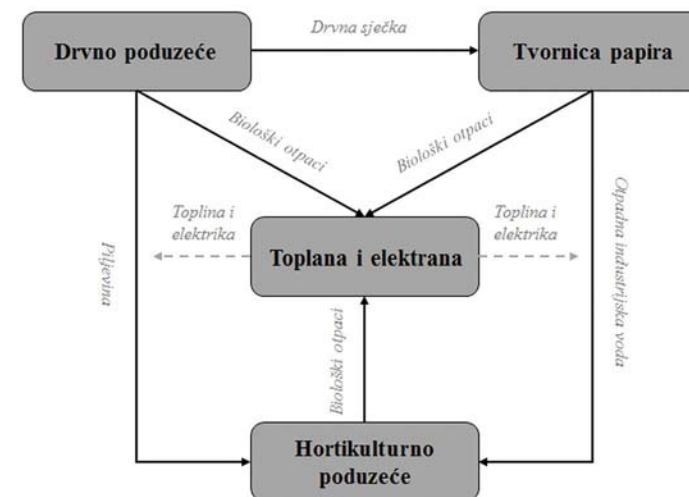 Drvna sječka
Drvno poduzeće
Tvornica papira
Biološki otpaci
Biološki otpaci
Toplina i
elektrika
Toplina i
elektrika
Toplana i elektrana
Piljevina
Otpadna industrijska voda
Biološki otpaci
Hortikulturno
poduzeće